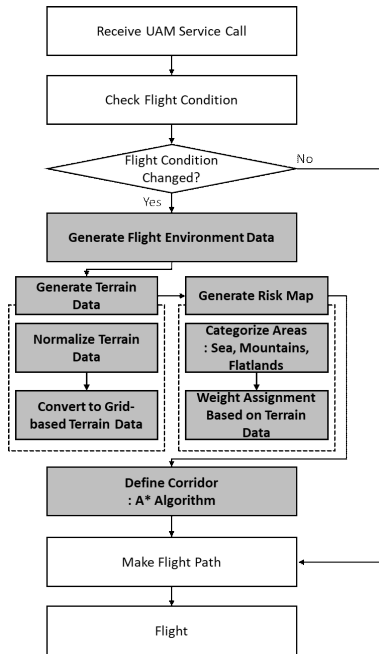 Receive UAM Service Call
Check Flight Condition
Flight Condition
Changed?
No
Yes
Generate Flight Environment Data
Generate Terrain
Data
Generate Risk Map
Normalize Terrain
Data
Categorize Areas
: Sea, Mountains,
Flatlands
Convert to Grid-
based Terrain Data
Weight Assignment
Based on Terrain
Data
Define Corridor
: A* Algorithm
Make Flight Path
Flight